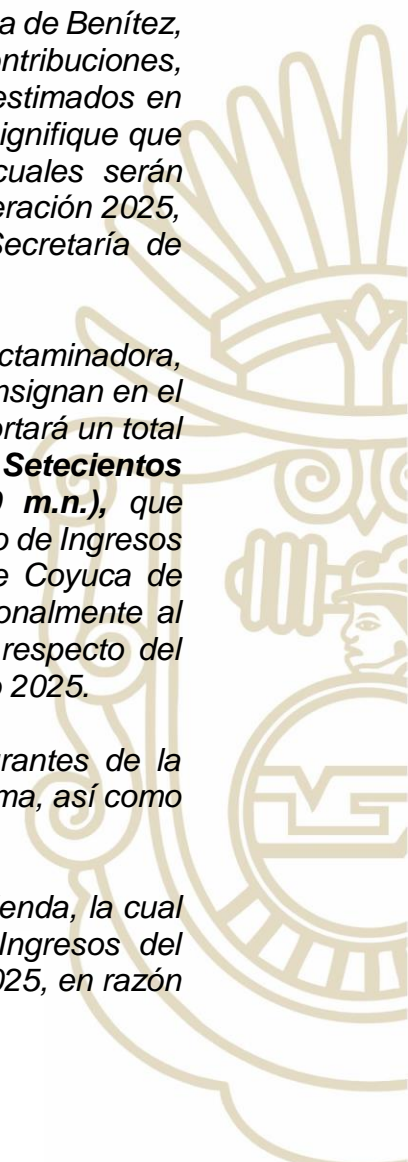 a de Benítez,
ontribuciones,
estimados en
ignifique que
cuales serán
eración 2025,
Secretaría de
ctaminadora,
nsignan en el
rtará un total
Setecientos
m.n.), que
o de Ingresos
e Coyuca de
onalmente al
respecto del
o 2025.
rantes de la
ma, así como
enda, la cual
Ingresos del
025, en razón